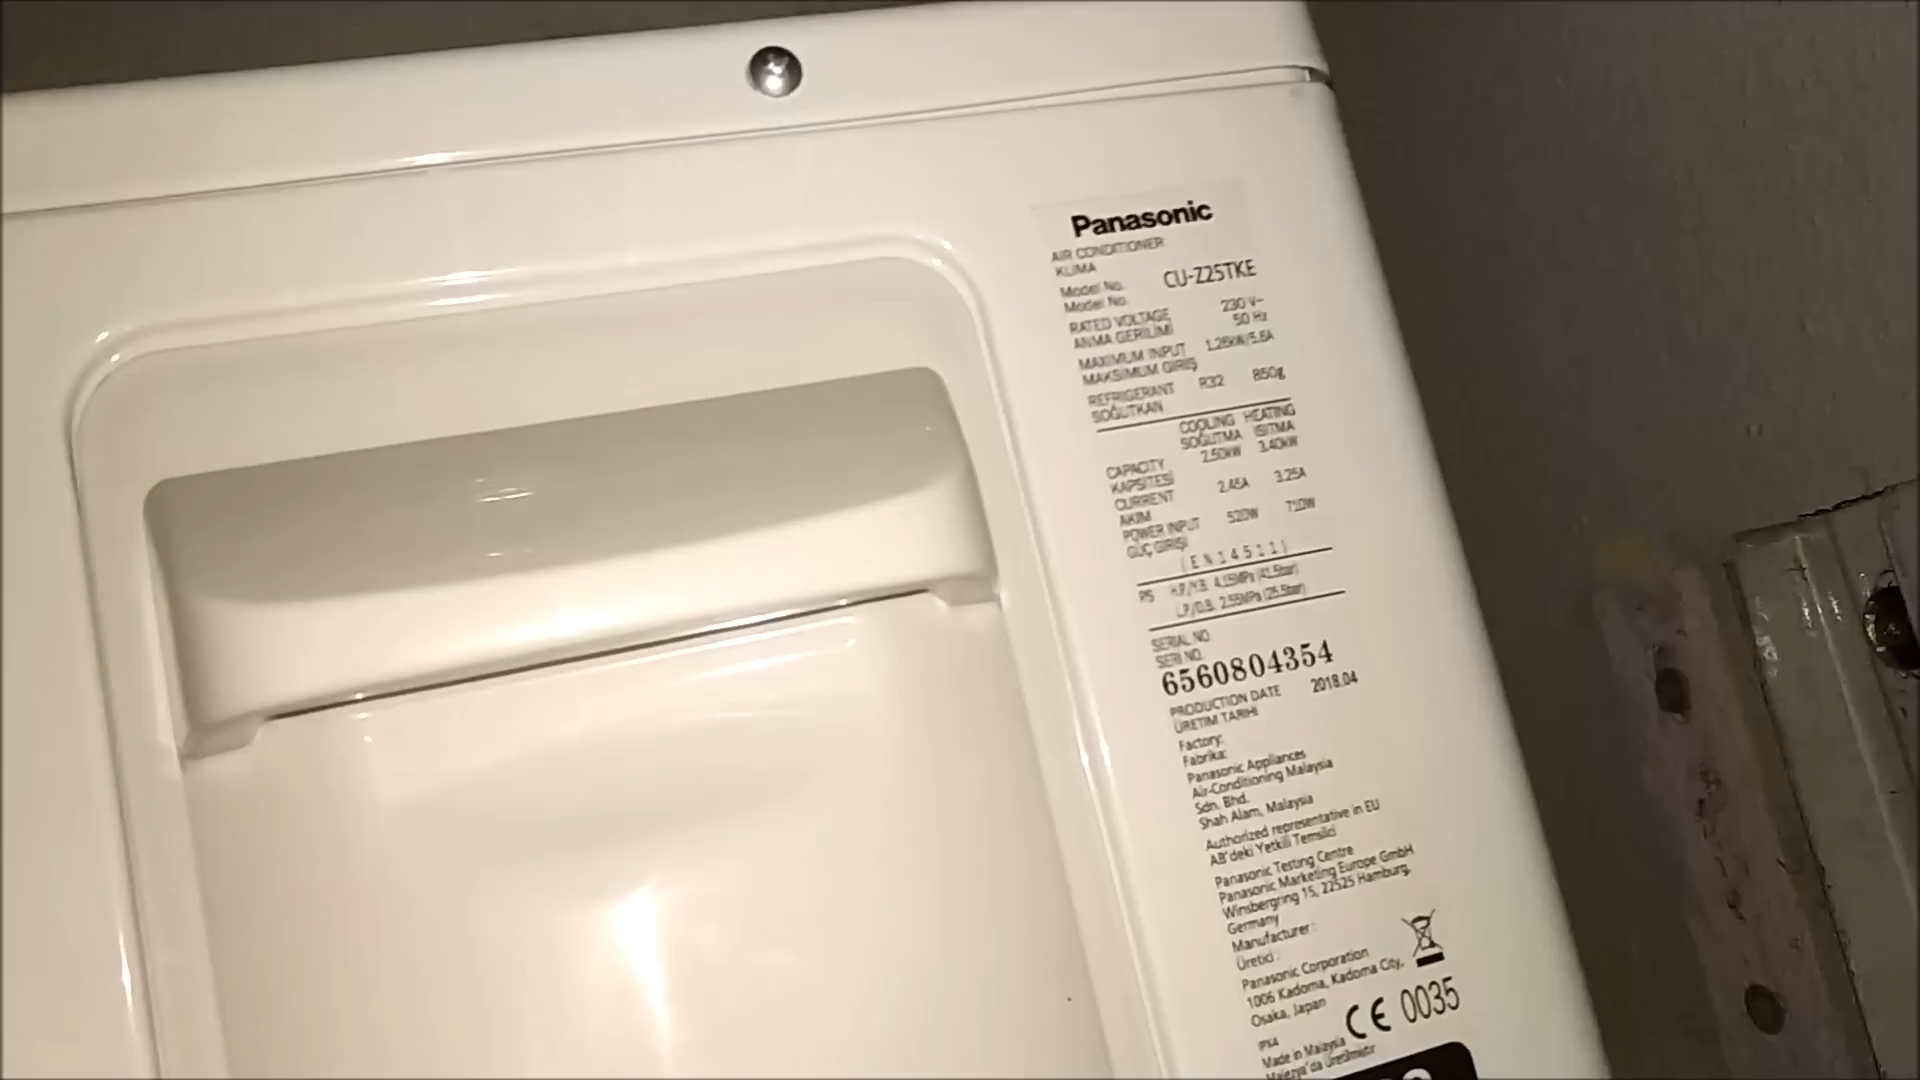 Panasonic
AIR CONDITIONER
KLIMA
Model No.
Model No. CU-Z25TKE
RATED VOLTAGE 230 V~
ANMA GERİLİMİ 50 Hz
MAXIMUM INPUT 1.26kW/5.6A
MAKSİMUM GİRİŞ
REFRIGERANT R32 850g
SOĞUTKAN
COOLING HEATING
SOĞUTMA ISITMA
CAPACITY 2.50kW 3.40kW
KAPSİTESİ
CURRENT 2.45A 3.25A
AKIM
POWER INPUT 520W 710W
GÜÇ GİRİŞİ
(EN14511)
PS H.P./Y.B. 4.15MPa (41.5bar)
L.P./D.B. 2.55MPa (25.5bar)
SERIAL NO.
SERİ NO.
6560804354
PRODUCTION DATE 2018.04
ÜRETİM TARİHİ
Factory:
Fabrika:
Panasonic Appliances
Air-Conditioning Malaysia
Sdn. Bhd.
Shah Alam, Malaysia
Authorized representative in EU
AB'deki Yetkili Temsilci
Panasonic Testing Centre
Panasonic Marketing Europe GmbH
Winsbergring 15, 22525 Hamburg,
Germany
Manufacturer:
Üretici:
Panasonic Corporation
1006 Kadoma, Kadoma City,
Osaka, Japan
CE 0035
IPX4
Made in Malaysia
Malezya'da Üretilmiştir